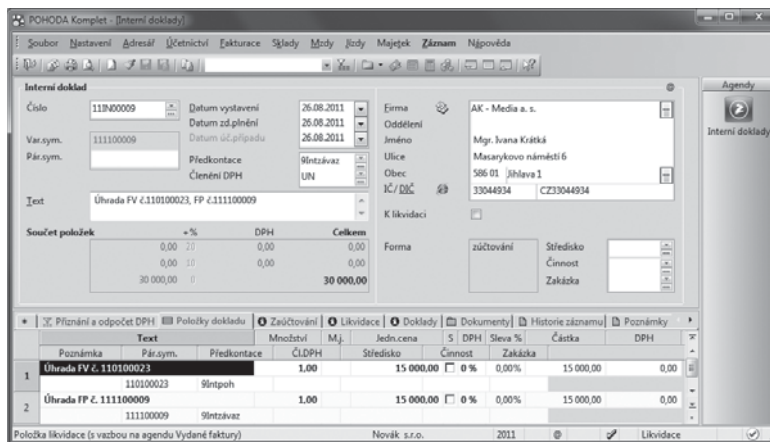 POHODA Komplet - [Interní doklady]
Soubor Nastavení Adresář Účetnictví Fakturace Sklady Mzdy Jízdy Majetek Záznam Nápověda
Interní doklad
@
Agendy
Interní doklady
Číslo 11IN00009
Var.sym. 111100009
Pár.sym.
Datum vystavení 26.08.2011
Datum zd.plnění 26.08.2011
Datum úč.případu 26.08.2011
Předkontace 9Intzávaz
Členění DPH UN
Text Úhrada FV č.110100023, FP č.111100009
Firma AK - Media a. s.
Oddělení
Jméno Mgr. Ivana Krátká
Ulice Masarykovo náměstí 6
Obec 586 01 Jihlava 1
IČ/DIČ 33044934 CZ33044934
K likvidaci
Součet položek +% DPH Celkem
0,00 20 0,00 0,00
0,00 10 0,00 0,00
30 000,00 0 30 000,00
Forma zúčtování
Středisko
Činnost
Zakázka
* Přiznání a odpočet DPH Položky dokladu Zaúčtování Likvidace Doklady Dokumenty Historie záznamu Poznámky
Text Množství M.j. Jedn.cena S DPH Sleva % Částka DPH
Poznámka Pár.sym. Předkontace Čl.DPH Středisko Činnost Zakázka
1 Úhrada FV č. 110100023 1,00 15 000,00 0 % 0,00% 15 000,00 0,00
110100023 9Intpoh
2 Úhrada FP č. 111100009 1,00 15 000,00 0 % 0,00% 15 000,00 0,00
111100009 9Intzávaz
Položka likvidace (s vazbou na agendu Vydané faktury) Novák s.r.o. 2011 @ Likvidace